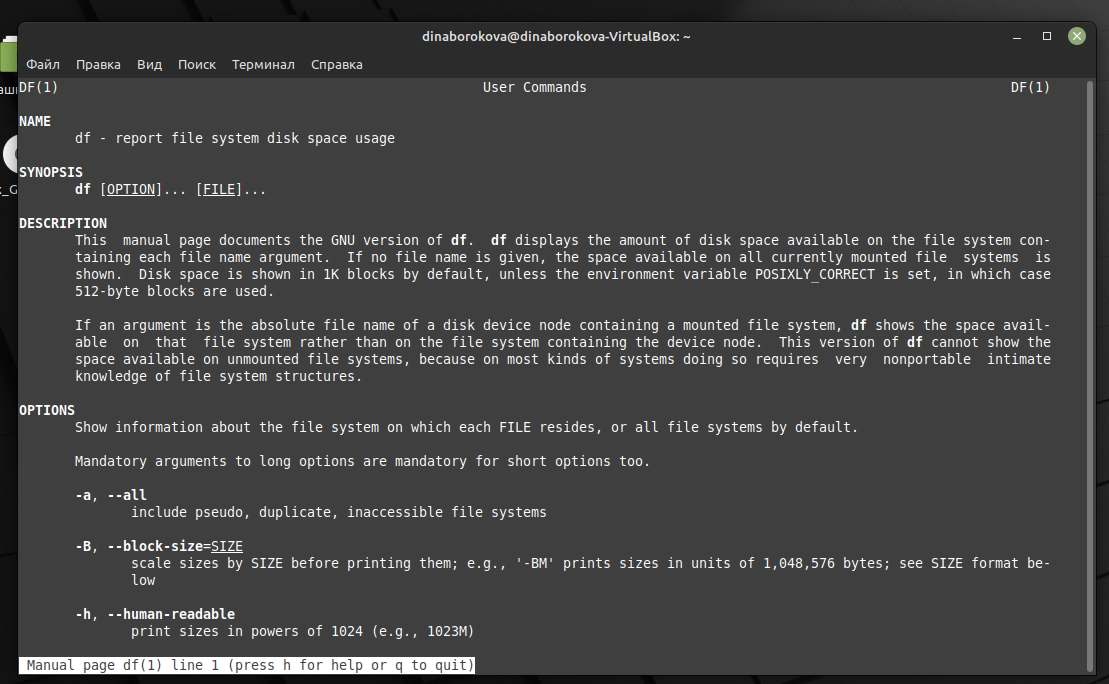 dinaborokova@dinaborokova-VirtualBox: ~
Файл Правка Вид Поиск Терминал Справка
DF(1) User Commands DF(1)
NAME
df - report file system disk space usage
SYNOPSIS
df [OPTION]... [FILE]...
DESCRIPTION
This manual page documents the GNU version of df. df displays the amount of disk space available on the file system con-
taining each file name argument. If no file name is given, the space available on all currently mounted file systems is
shown. Disk space is shown in 1K blocks by default, unless the environment variable POSIXLY_CORRECT is set, in which case
512-byte blocks are used.
If an argument is the absolute file name of a disk device node containing a mounted file system, df shows the space avail-
able on that file system rather than on the file system containing the device node. This version of df cannot show the
space available on unmounted file systems, because on most kinds of systems doing so requires very nonportable intimate
knowledge of file system structures.
OPTIONS
Show information about the file system on which each FILE resides, or all file systems by default.
Mandatory arguments to long options are mandatory for short options too.
-a, --all
include pseudo, duplicate, inaccessible file systems
-B, --block-size=SIZE
scale sizes by SIZE before printing them; e.g., '-BM' prints sizes in units of 1,048,576 bytes; see SIZE format be-
low
-h, --human-readable
print sizes in powers of 1024 (e.g., 1023M)
Manual page df(1) line 1 (press h for help or q to quit)